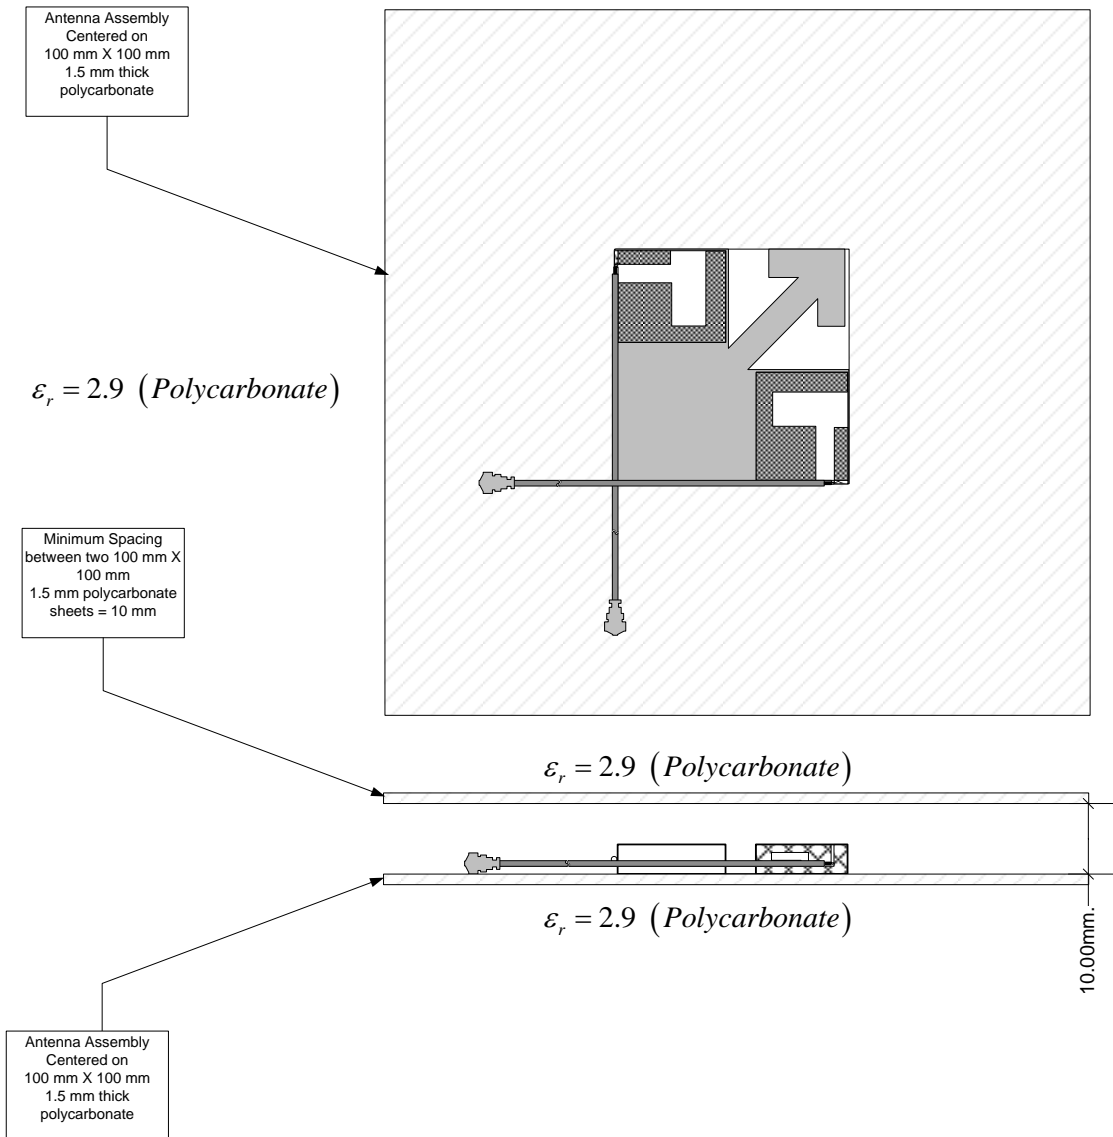 Antenna Assembly
Centered on
100 mm X 100 mm
1.5 mm thick
polycarbonate
εr = 2.9 (Polycarbonate)
Minimum Spacing
between two 100 mm X
100 mm
1.5 mm polycarbonate
sheets = 10 mm
εr = 2.9 (Polycarbonate)
εr = 2.9 (Polycarbonate)
10.00mm.
Antenna Assembly
Centered on
100 mm X 100 mm
1.5 mm thick
polycarbonate